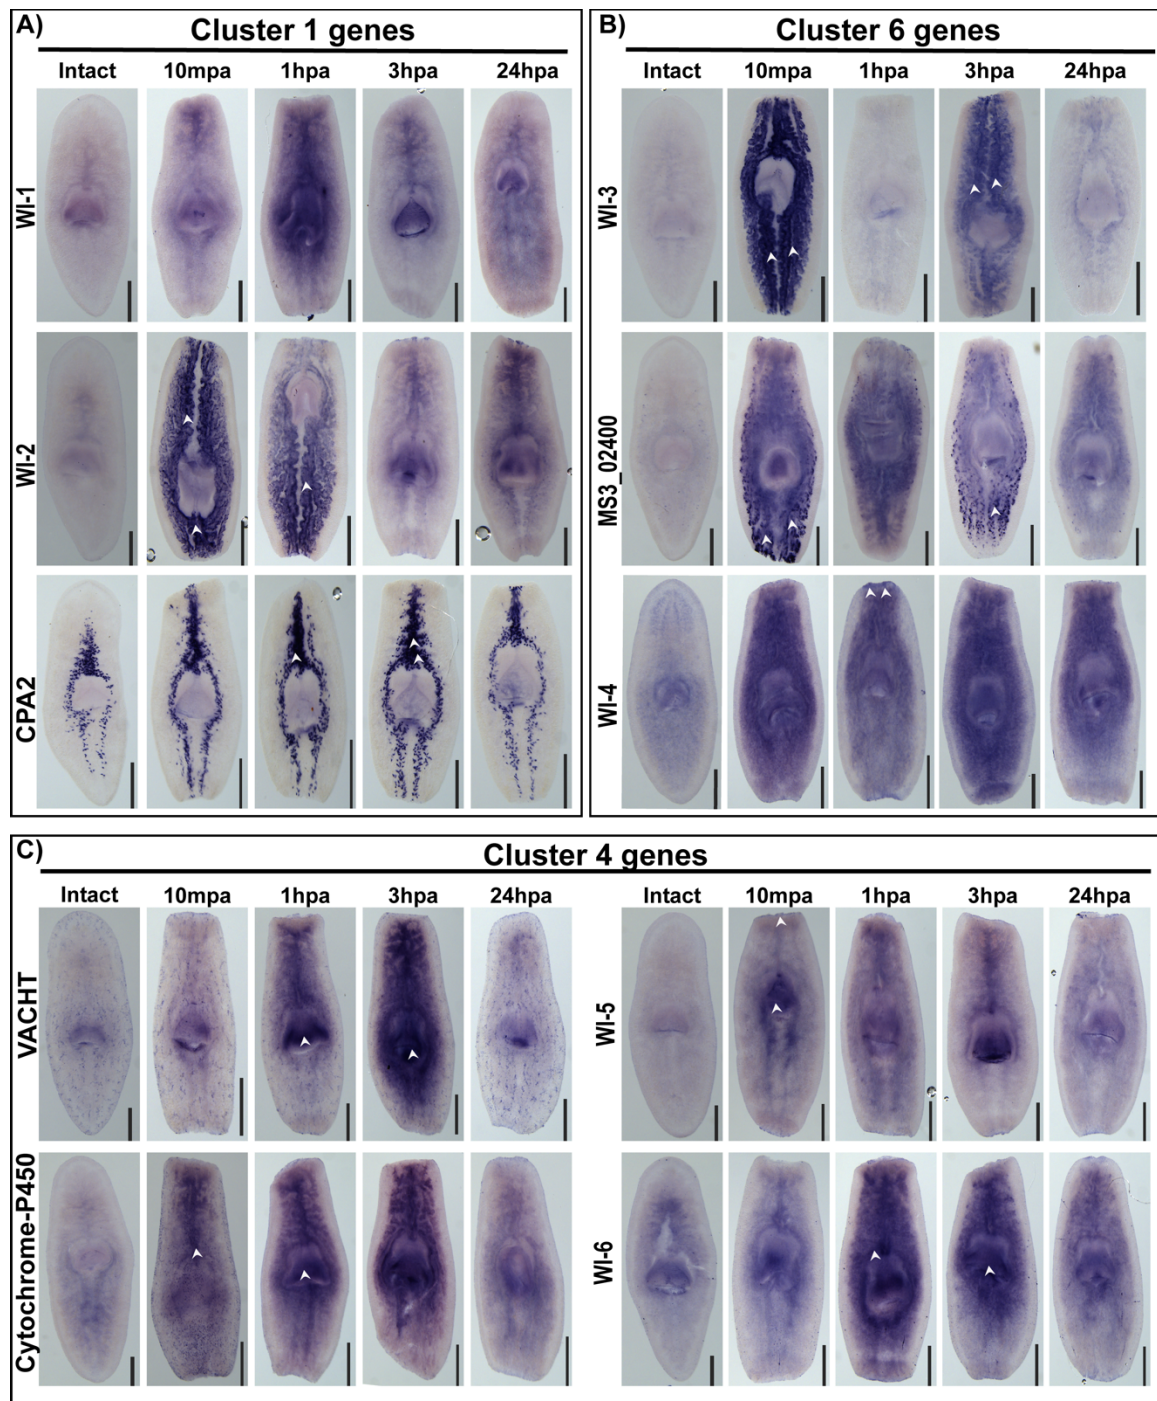 A)
Cluster 1 genes
Intact 10mpa 1hpa 3hpa 24hpa
WI-1
WI-2
CPA2
B)
Cluster 6 genes
Intact 10mpa 1hpa 3hpa 24hpa
WI-3
MS3_02400
WI-4
C)
Cluster 4 genes
Intact 10mpa 1hpa 3hpa 24hpa
VACHT
Cytochrome-P450
Intact 10mpa 1hpa 3hpa 24hpa
WI-5
WI-6